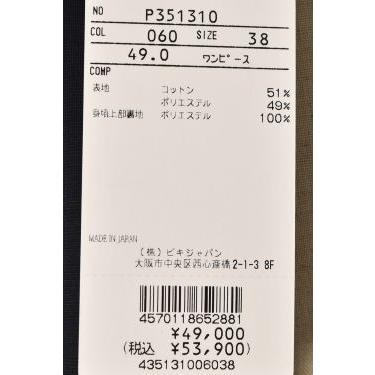 NO P351310
COL 060 SIZE 38
49.0 ワンピース
COMP
表地 コットン 51%
ポリエステル 49%
身頃上部裏地 ポリエステル 100%
MADE IN JAPAN
(株)ビギジャパン
大阪市中央区西心斎橋2-1-3 8F
4570118652881
¥49,000
(税込 ¥53,900)
435131006038